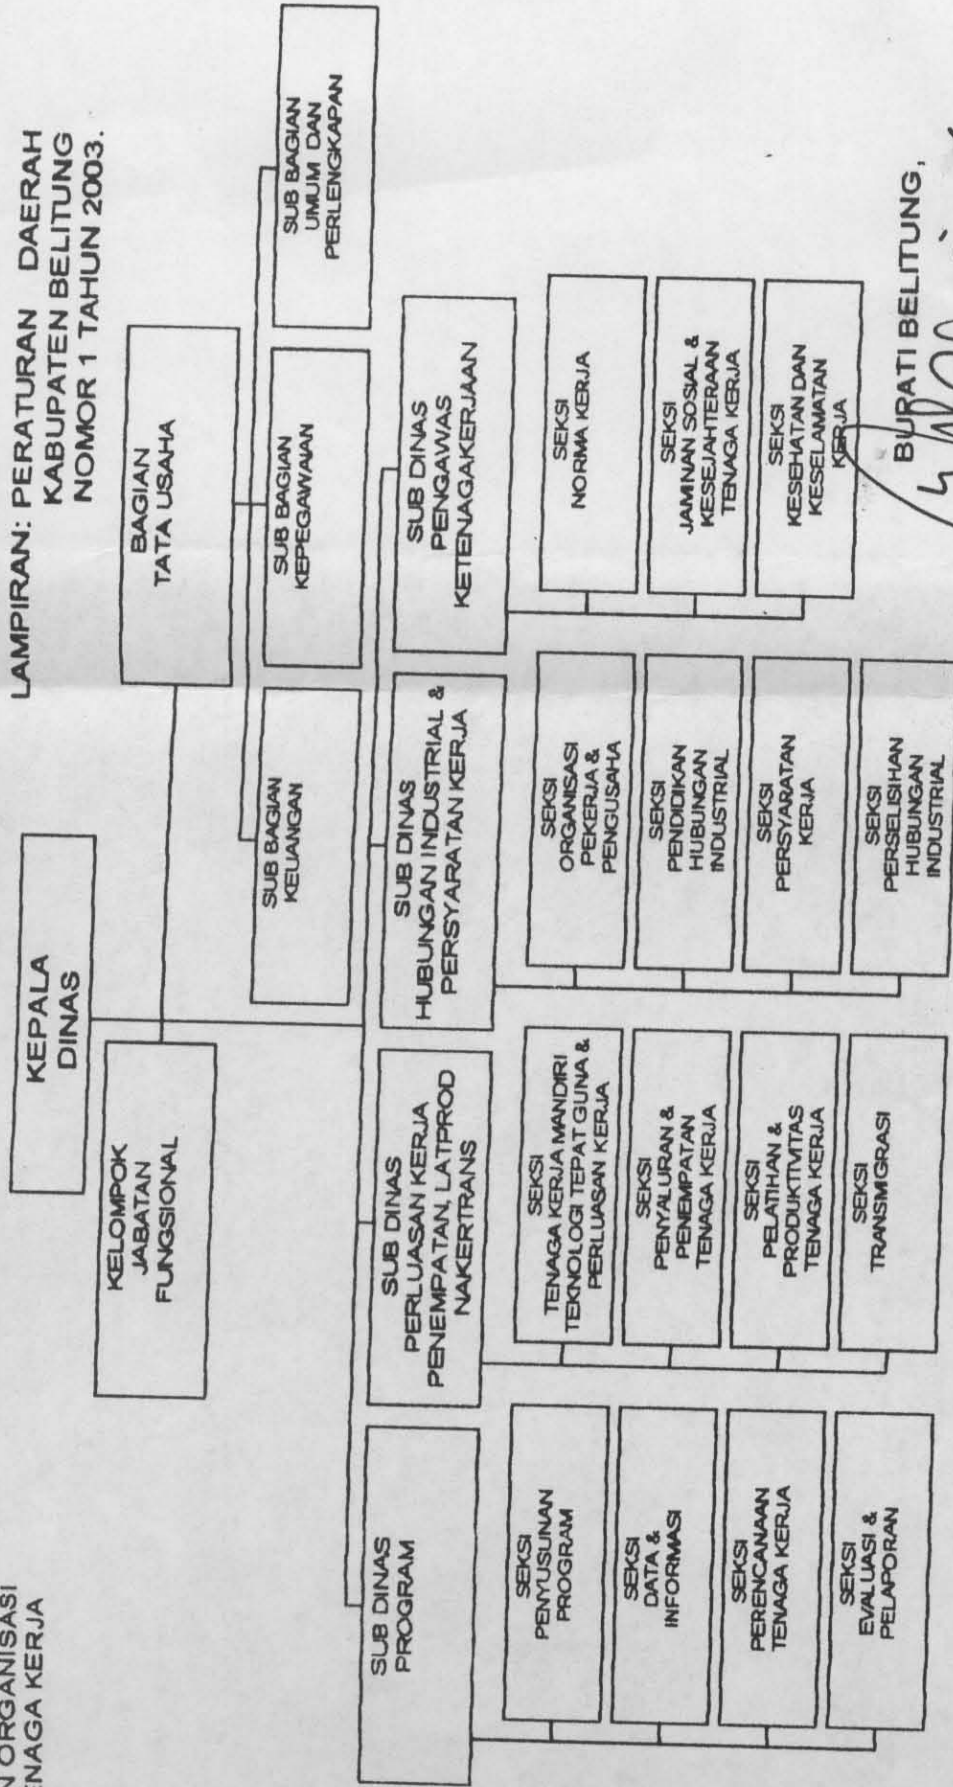 N ORGANISASI
ENAGA KERJA
LAMPIRAN: PERATURAN DAERAH
KABUPATEN BELITUNG
NOMOR 1 TAHUN 2003.
KEPALA
DINAS
KELOMPOK
JABATAN
FUNGSIONAL
BAGIAN
TATA USAHA
SUB BAGIAN
KEUANGAN
SUB BAGIAN
KEPEGAWAIAN
SUB BAGIAN
UMUM DAN
PERLENGKAPAN
SUB DINAS
PROGRAM
SUB DINAS
PERLUASAN KERJA
PENEMPATAN, LATPROD
NAKERTRANS
SUB DINAS
HUBUNGAN INDUSTRIAL &
PERSYARATAN KERJA
SUB DINAS
PENGAWAS
KETENAGAKERJAAN
SEKSI
PENYUSUNAN
PROGRAM
SEKSI
DATA &
INFORMASI
SEKSI
PERENCANAAN
TENAGA KERJA
SEKSI
EVALUASI &
PELAPORAN
SEKSI
TENAGA KERJA MANDIRI
TEKNOLOGI TEPAT GUNA &
PERLUASAN KERJA
SEKSI
PENYALURAN &
PENEMPATAN
TENAGA KERJA
SEKSI
PELATIHAN &
PRODUKTIVITAS
TENAGA KERJA
SEKSI
TRANSMIGRASI
SEKSI
ORGANISASI
PEKERJA &
PENGUSAHA
SEKSI
PENDIDIKAN
HUBUNGAN
INDUSTRIAL
SEKSI
PERSYARATAN
KERJA
SEKSI
PERSELISIHAN
HUBUNGAN
INDUSTRIAL
SEKSI
NORMA KERJA
SEKSI
JAMINAN SOSIAL &
KESEJAHTERAAN
TENAGA KERJA
SEKSI
KESEHATAN DAN
KESELAMATAN
KERJA
BURATI BELITUNG,